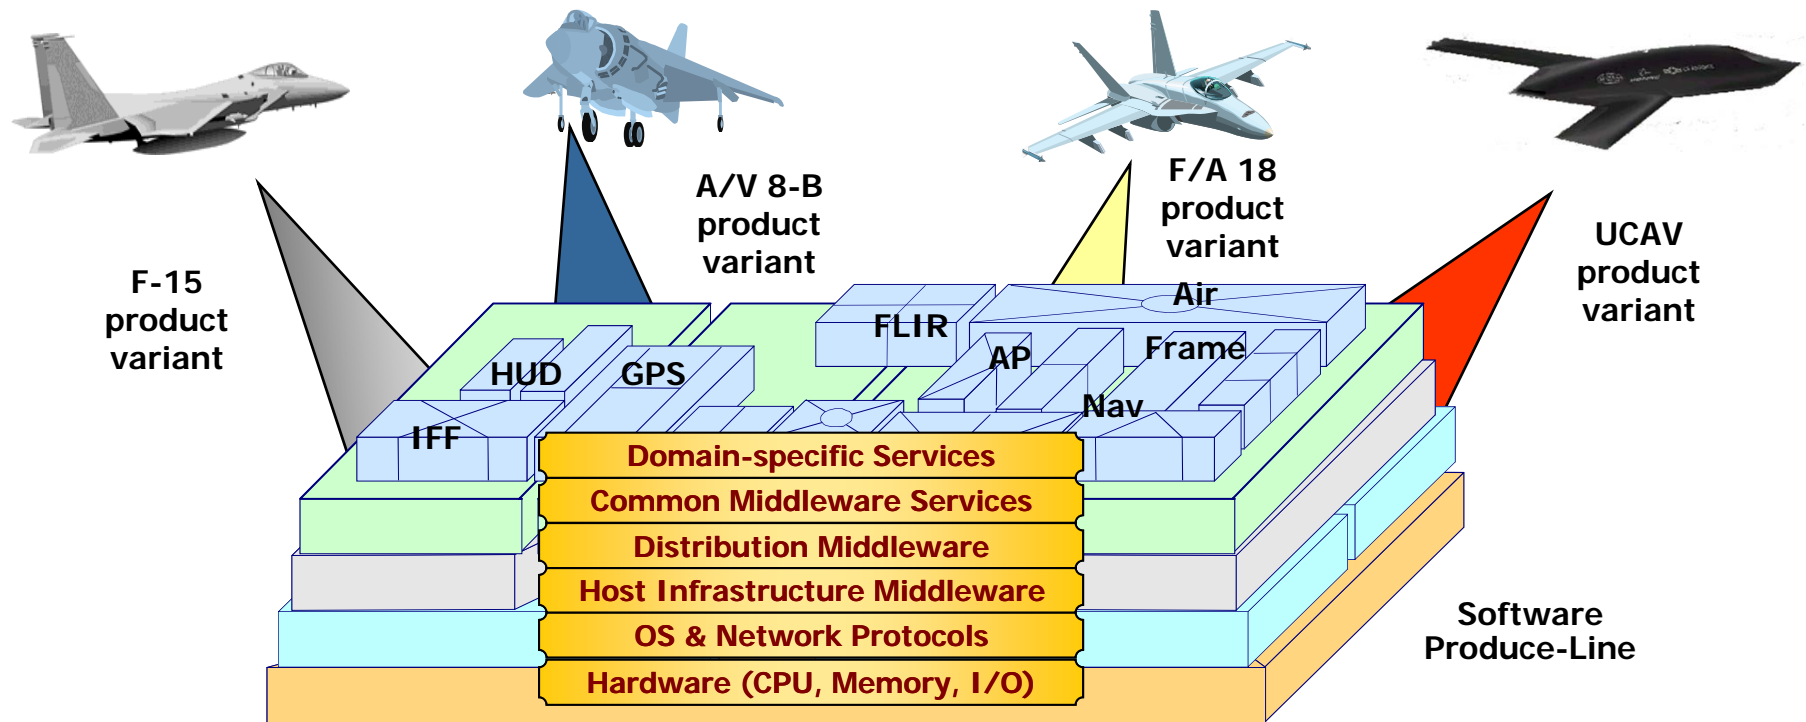 A/V 8-B
product
variant
F/A 18
product
variant
UCAV
product
variant
F-15
product
variant
Air
Frame
FLIR
AP
HUD
GPS
Nav
IFF
Domain-specific Services
Common Middleware Services
Distribution Middleware
Host Infrastructure Middleware
OS & Network Protocols
Hardware (CPU, Memory, I/O)
Software
Produce-Line